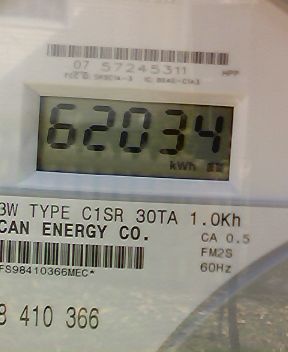 07 57245311
62034
kWh
3W TYPE C1SR 30TA 1.0Kh
CAN ENERGY CO.
CA 0.5
FM2S
60Hz
FS98410366MEC*
8 410 366